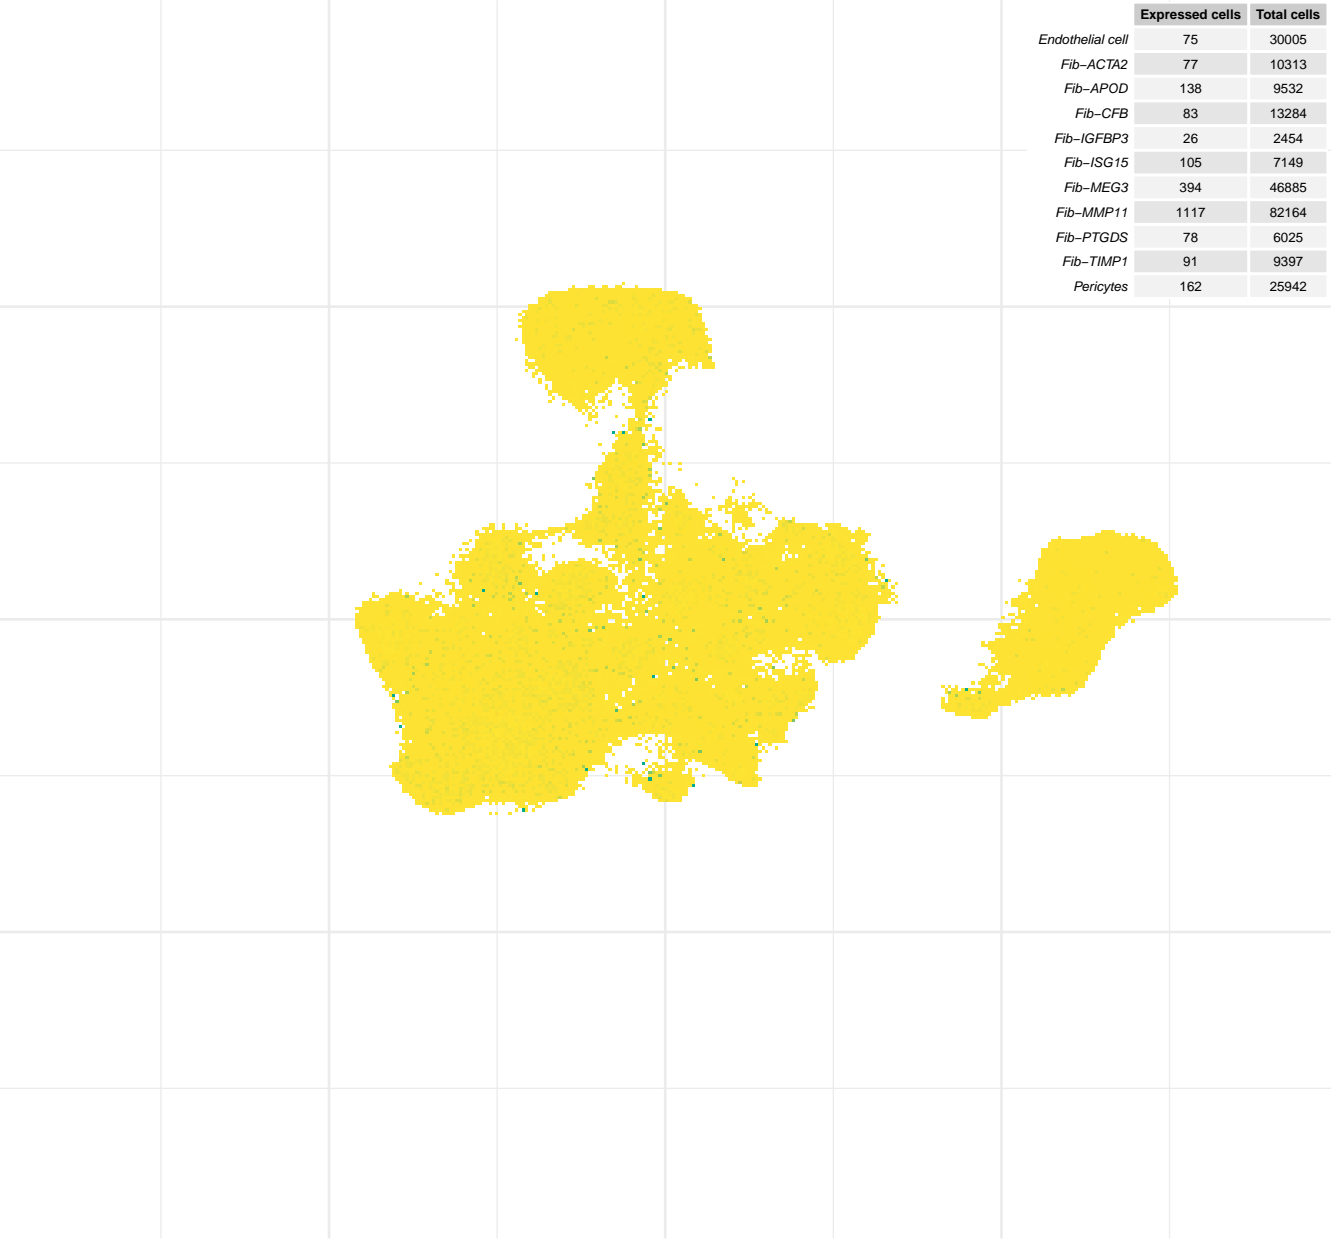 Expressed cells Total cells
Endothelial cell 75 30005
Fib−ACTA2 77 10313
Fib−APOD 138 9532
Fib−CFB 83 13284
Fib−IGFBP3 26 2454
Fib−ISG15 105 7149
Fib−MEG3 394 46885
Fib−MMP11 1117 82164
Fib−PTGDS 78 6025
Fib−TIMP1 91 9397
Pericytes 162 25942